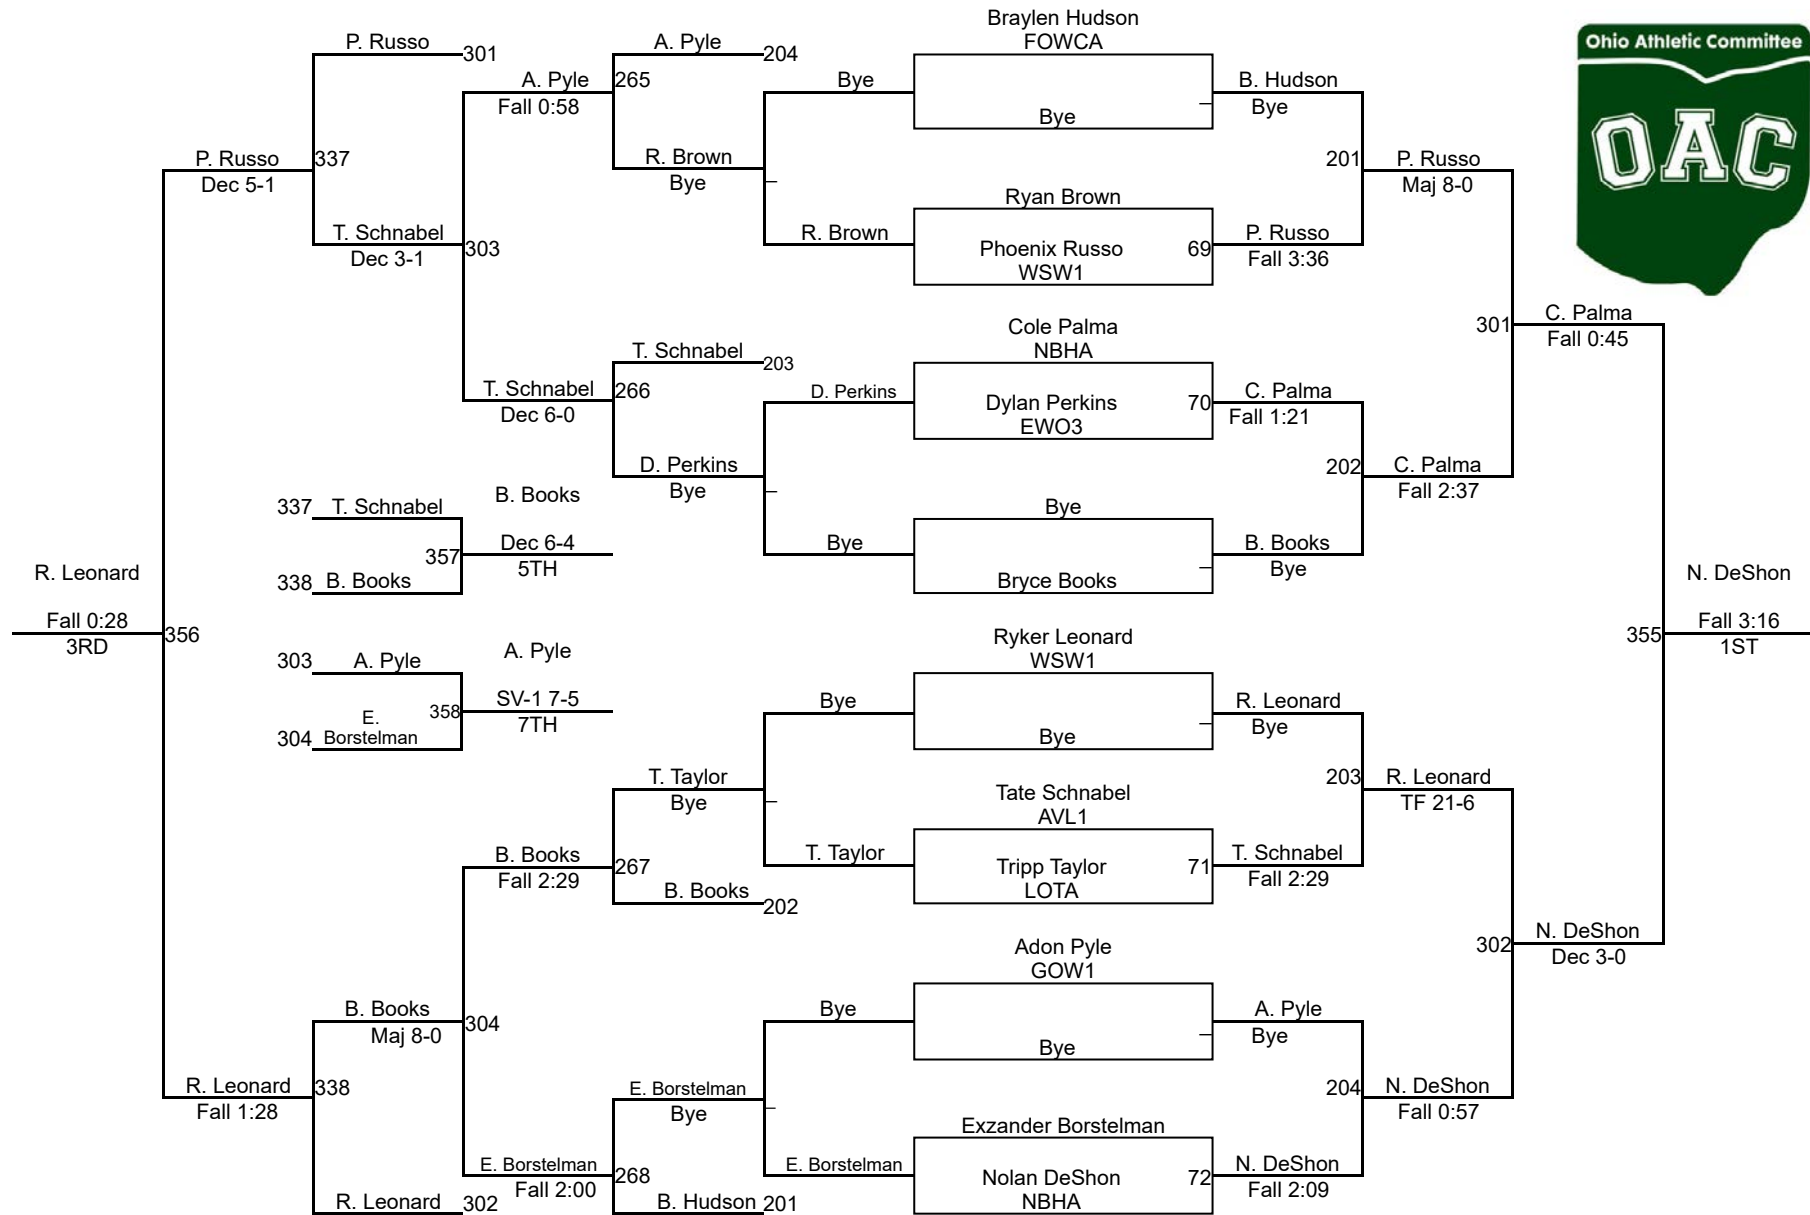 Braylen Hudson
FOWCA
Ohio Athletic Committee
OAC
P. Russo
301
A. Pyle
204
A. Pyle
265
Fall 0:58
Bye
B. Hudson
Bye
Bye
R. Brown
Bye
P. Russo
337
Dec 5-1
201
P. Russo
Maj 8-0
Ryan Brown
T. Schnabel
303
Dec 3-1
R. Brown
Phoenix Russo
WSW1
69
P. Russo
Fall 3:36
Cole Palma
NBHA
301
C. Palma
Fall 0:45
T. Schnabel
203
T. Schnabel
266
Dec 6-0
D. Perkins
Dylan Perkins
EWO3
70
C. Palma
Fall 1:21
D. Perkins
Bye
202
C. Palma
Fall 2:37
337
T. Schnabel
B. Books
357
Dec 6-4
5TH
338
B. Books
Bye
Bye
Bryce Books
B. Books
Bye
R. Leonard
Fall 0:28
3RD
356
N. DeShon
355
Fall 3:16
1ST
303
A. Pyle
A. Pyle
358
SV-1 7-5
7TH
304
E.
Borstelman
Ryker Leonard
WSW1
Bye
Bye
R. Leonard
Bye
T. Taylor
Bye
203
R. Leonard
TF 21-6
Tate Schnabel
AVL1
B. Books
267
Fall 2:29
T. Taylor
Tripp Taylor
LOTA
71
T. Schnabel
Fall 2:29
B. Books
202
302
N. DeShon
Dec 3-0
Adon Pyle
GOW1
B. Books
304
Maj 8-0
Bye
Bye
A. Pyle
Bye
R. Leonard
338
Fall 1:28
E. Borstelman
Bye
204
N. DeShon
Fall 0:57
Exzander Borstelman
E. Borstelman
268
Fall 2:00
E. Borstelman
Nolan DeShon
NBHA
72
N. DeShon
Fall 2:09
R. Leonard
302
B. Hudson
201